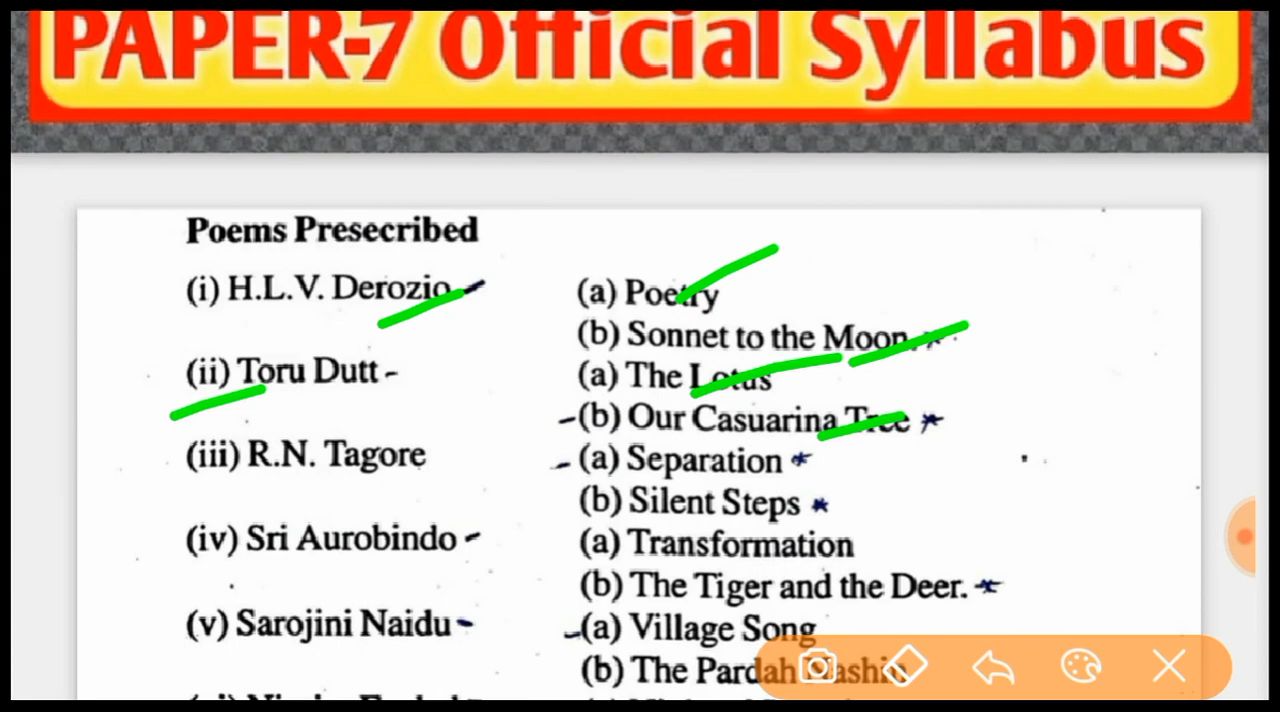 PAPER-7 Official Syllabus
Poems Presecribed
(i) H.L.V. Derozio (a) Poetry
(b) Sonnet to the Moon.
(ii) Toru Dutt - (a) The Lotus
(b) Our Casuarina Tree
(iii) R.N. Tagore (a) Separation
(b) Silent Steps
(iv) Sri Aurobindo (a) Transformation
(b) The Tiger and the Deer.
(v) Sarojini Naidu (a) Village Song
(b) The Pardah Nashin